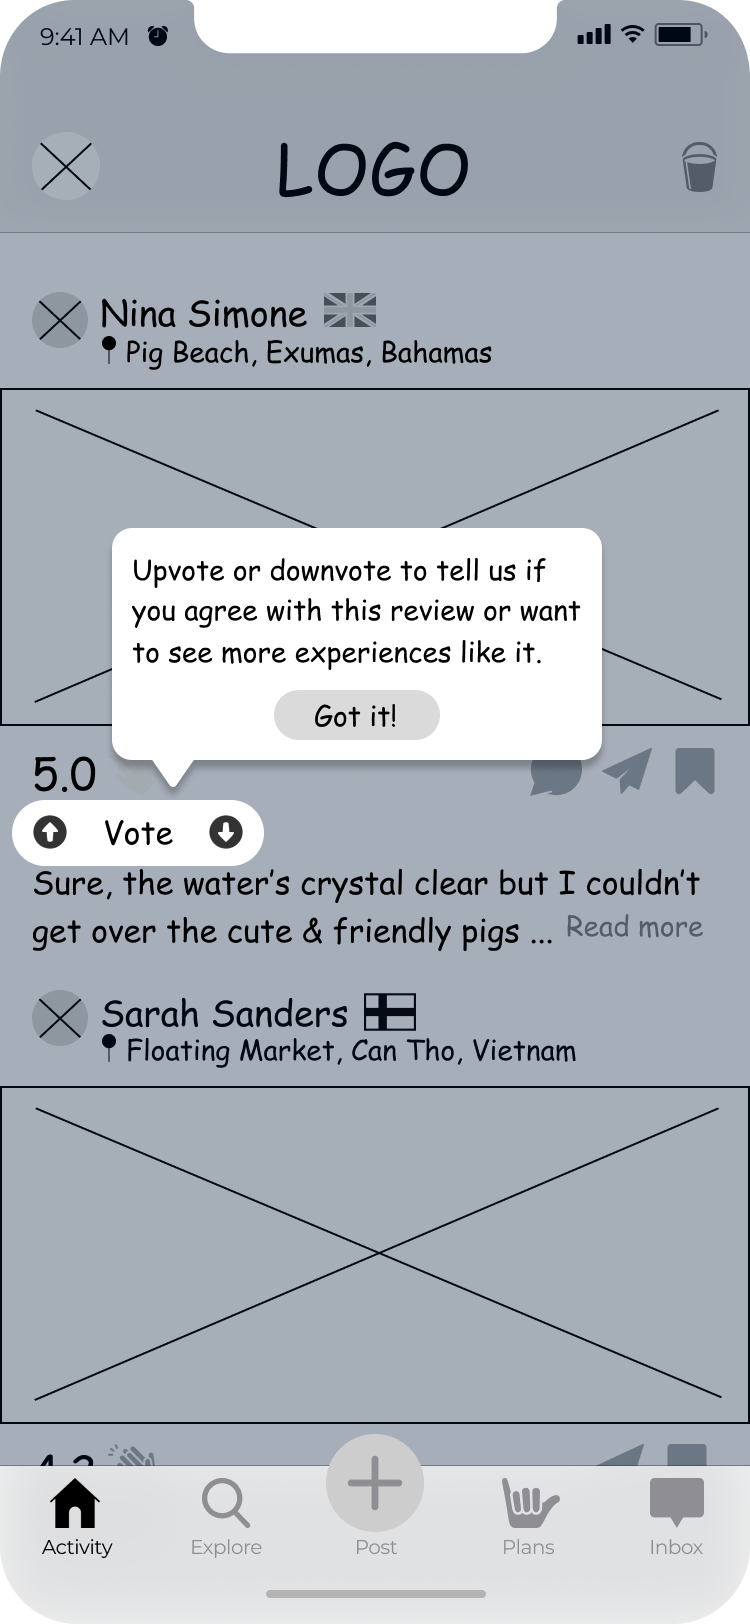 9:41 AM
LOGO
Nina Simone
Pig Beach, Exumas, Bahamas
Upvote or downvote to tell us if
you agree with this review or want
to see more experiences like it.
Got it!
5.0
Vote
Sure, the water's crystal clear but I couldn't
get over the cute & friendly pigs ... Read more
Sarah Sanders
Floating Market, Can Tho, Vietnam
Activity
Explore
Post
Plans
Inbox